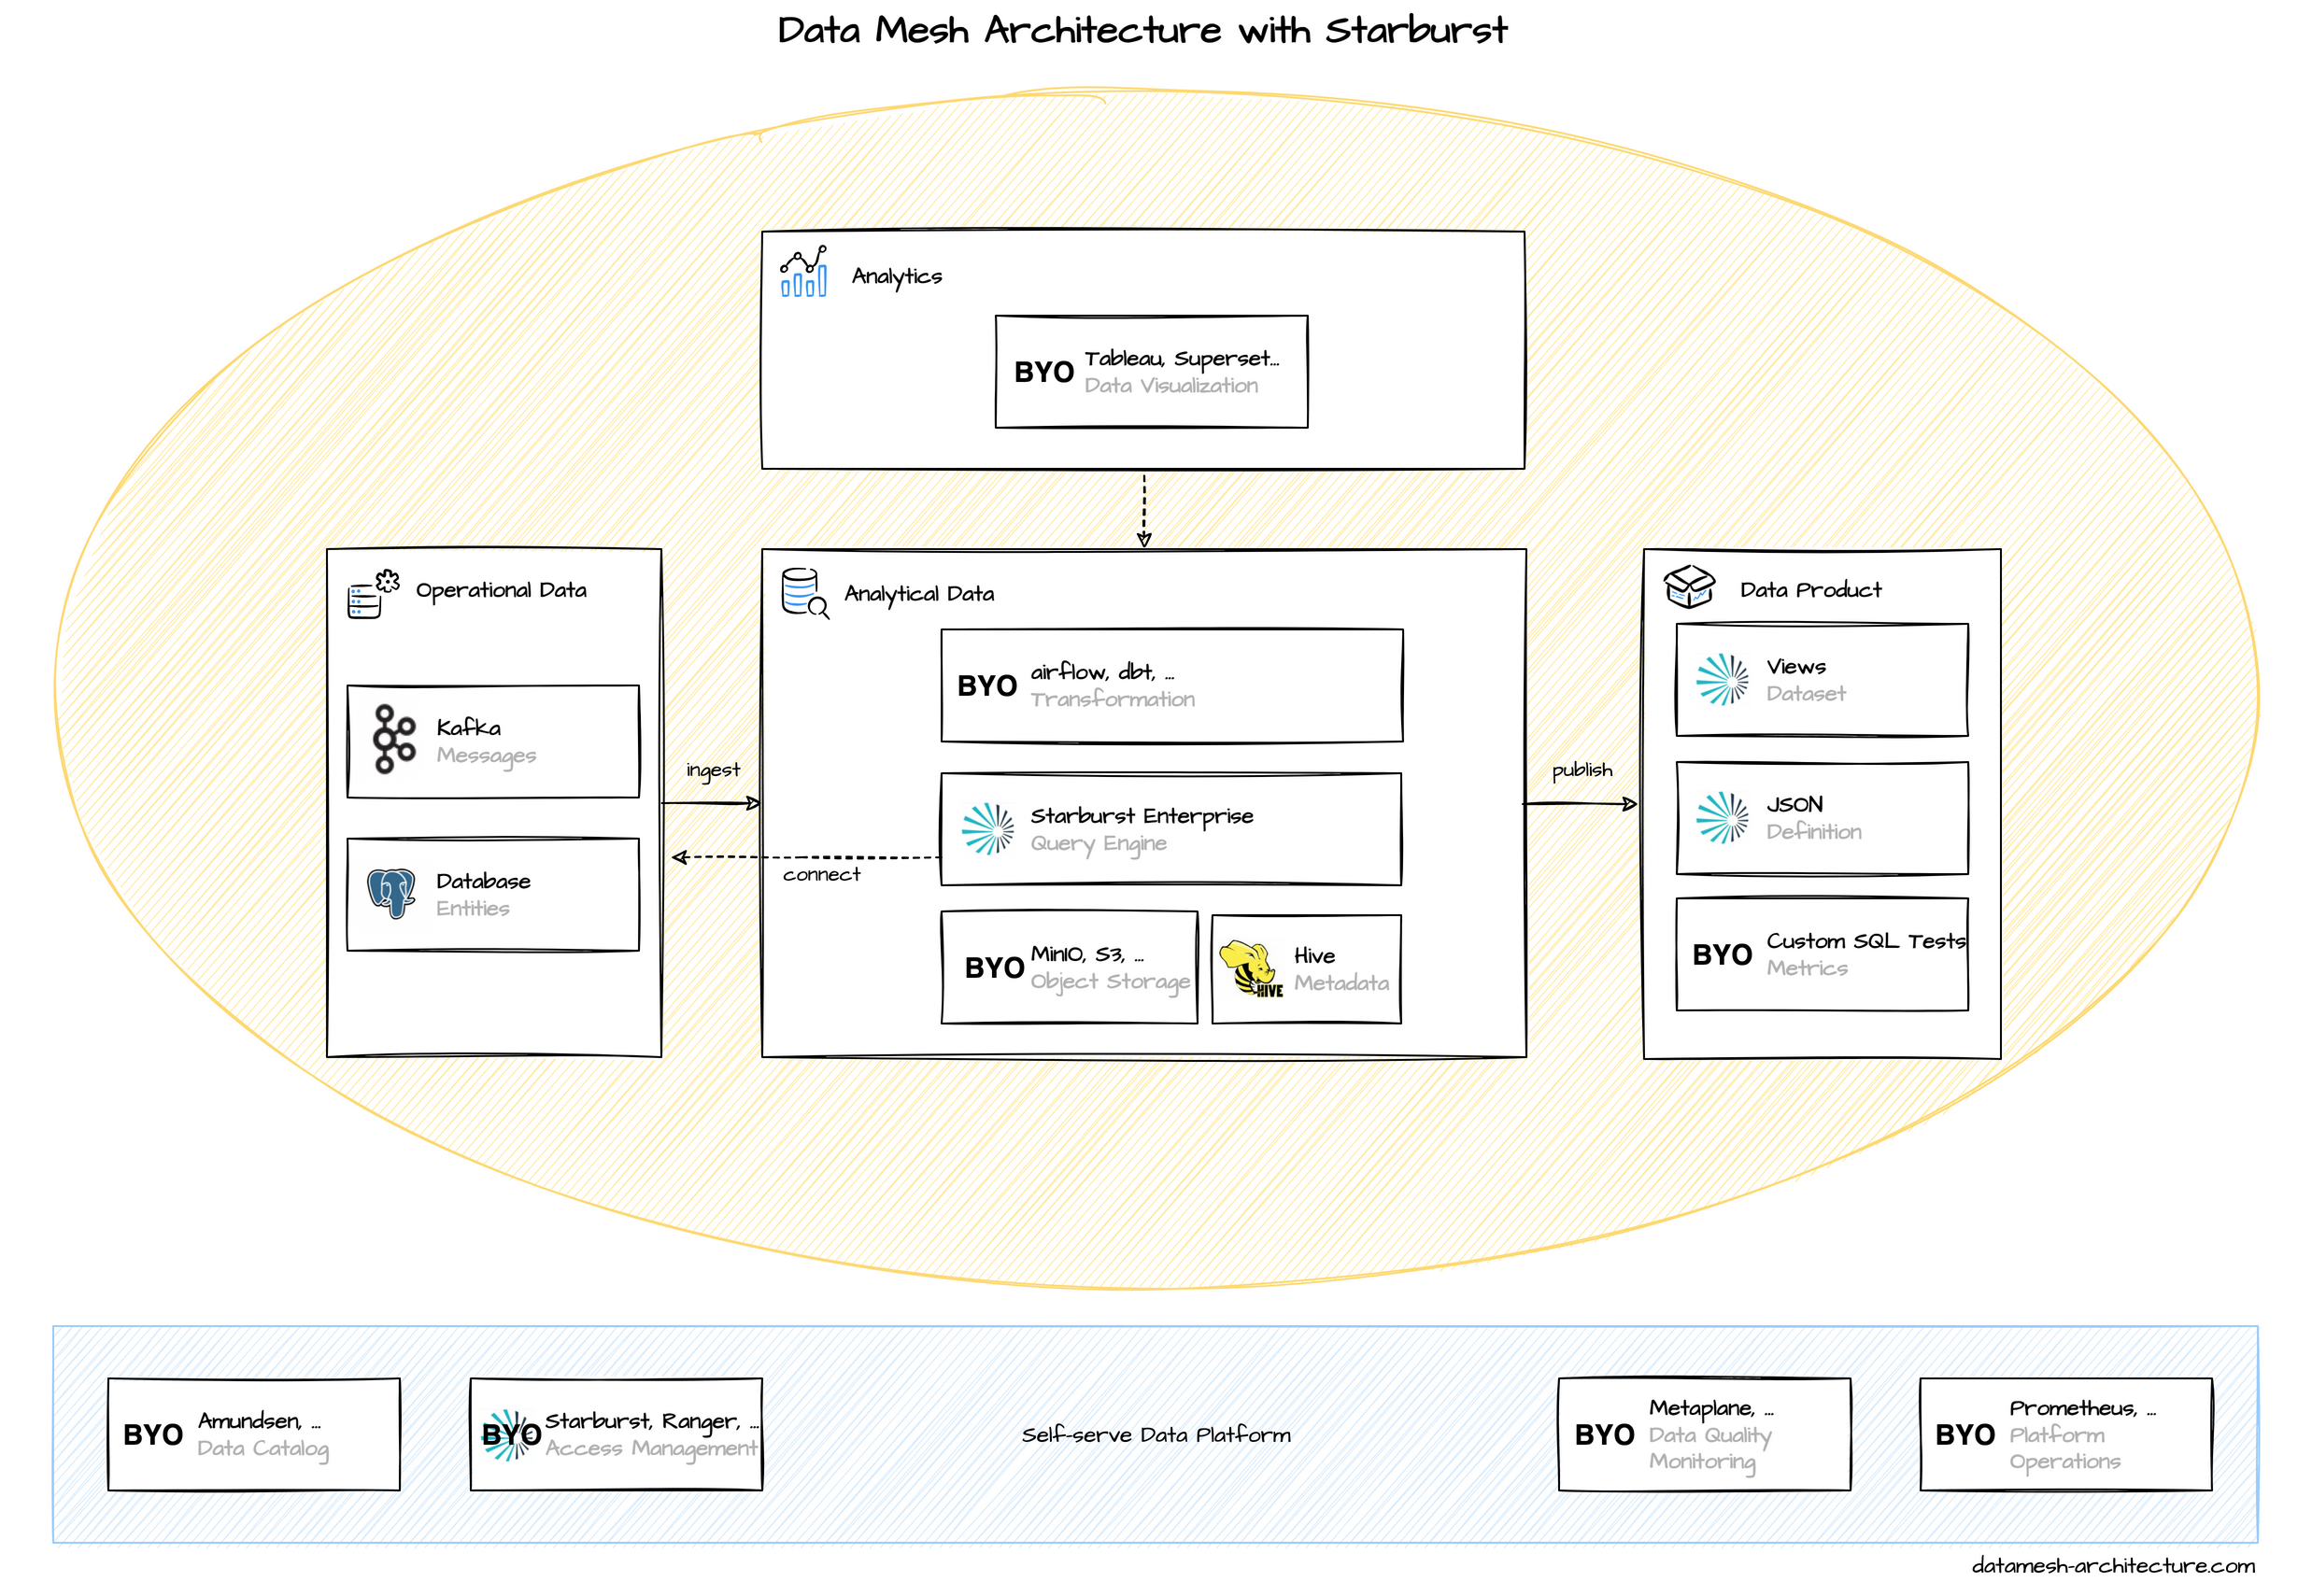 Data Mesh Architecture with Starburst
Analytics
BYO
Tableau, Superset...
Data Visualization
Operational Data
Kafka
Messages
Database
Entities
ingest
connect
Analytical Data
BYO
airflow, dbt, ...
Transformation
Starburst Enterprise
Query Engine
BYO
MinIO, S3, ...
Object Storage
HIVE
Hive
Metadata
publish
Data Product
Views
Dataset
JSON
Definition
BYO
Custom SQL Tests
Metrics
BYO
Amundsen, ...
Data Catalog
BYO
Starburst, Ranger, ...
Access Management
Self-serve Data Platform
BYO
Metaplane, ...
Data Quality
Monitoring
BYO
Prometheus, ...
Platform
Operations
datamesh-architecture.com